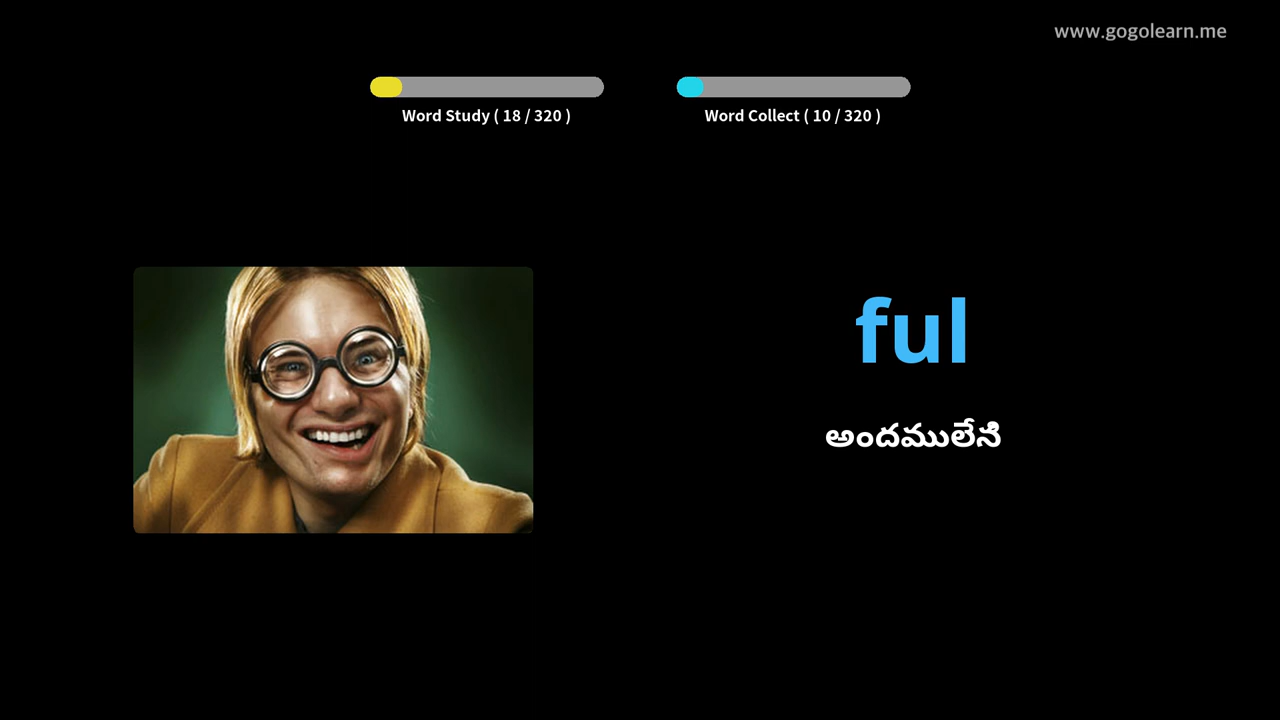 www.gogolearn.me
Word Study ( 18 / 320 )
Word Collect ( 10 / 320 )
ful
అందములేని